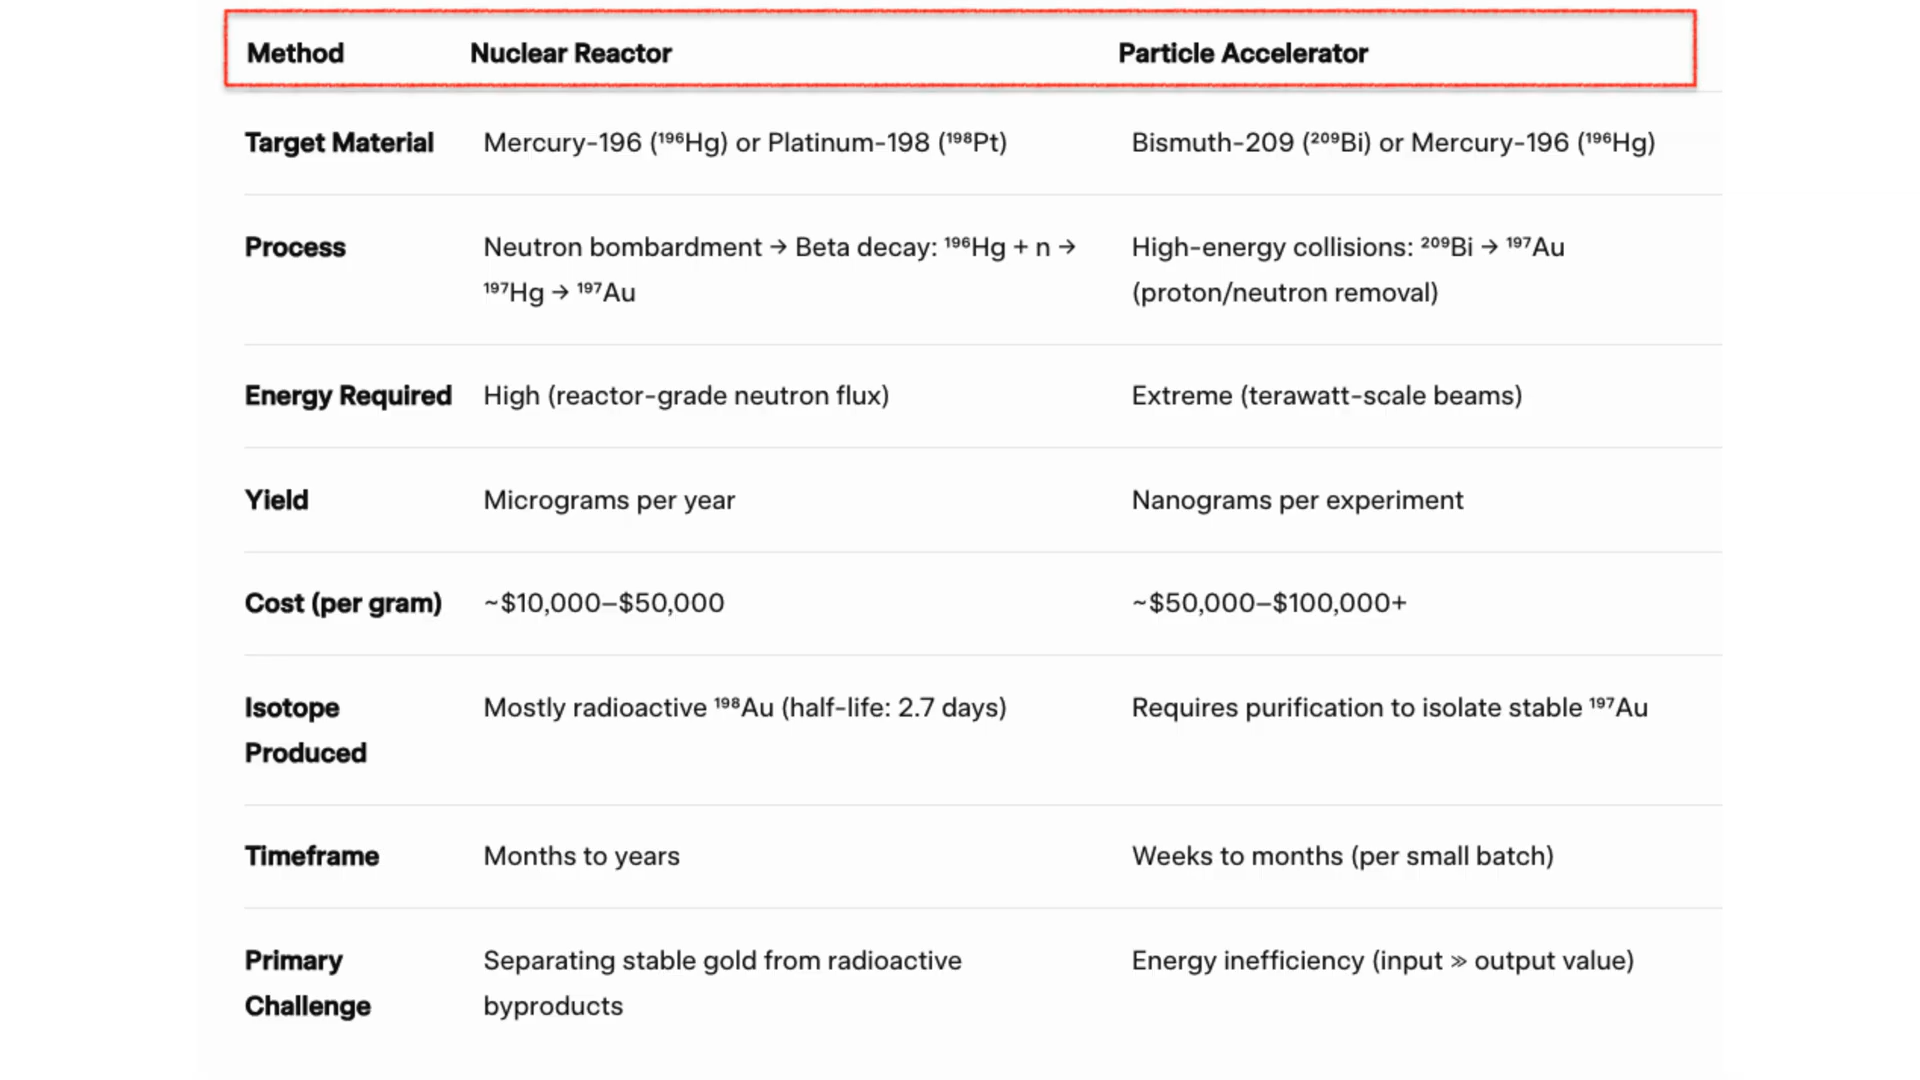 Method Nuclear Reactor Particle Accelerator
Target Material Mercury-196 (¹⁹⁶Hg) or Platinum-198 (¹⁹⁸Pt) Bismuth-209 (²⁰⁹Bi) or Mercury-196 (¹⁹⁶Hg)
Process Neutron bombardment → Beta decay: ¹⁹⁶Hg + n → High-energy collisions: ²⁰⁹Bi → ¹⁹⁷Au
¹⁹⁷Hg → ¹⁹⁷Au (proton/neutron removal)
Energy Required High (reactor-grade neutron flux) Extreme (terawatt-scale beams)
Yield Micrograms per year Nanograms per experiment
Cost (per gram) ~$10,000–$50,000 ~$50,000–$100,000+
Isotope Mostly radioactive ¹⁹⁸Au (half-life: 2.7 days) Requires purification to isolate stable ¹⁹⁷Au
Produced
Timeframe Months to years Weeks to months (per small batch)
Primary Separating stable gold from radioactive Energy inefficiency (input ≫ output value)
Challenge byproducts